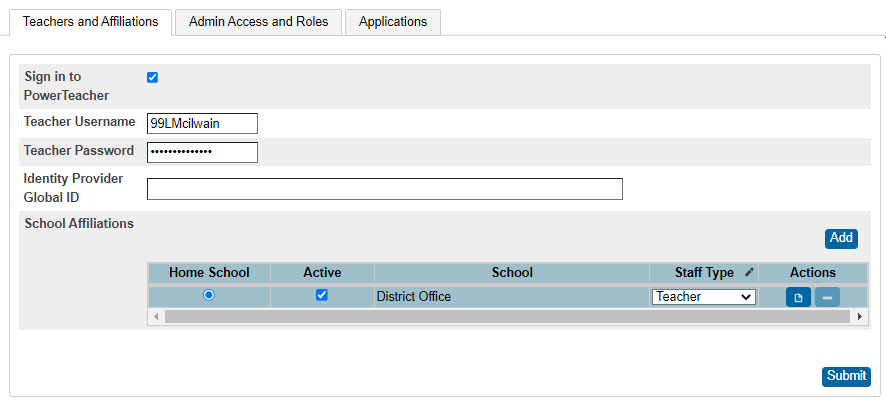 Teachers and Affiliations Admin Access and Roles Applications
Sign in to
PowerTeacher
Teacher Username 99LMcilwain
Teacher Password ••••••••••••••
Identity Provider
Global ID
School Affiliations
Add
Home School Active School Staff Type Actions
District Office Teacher
Submit